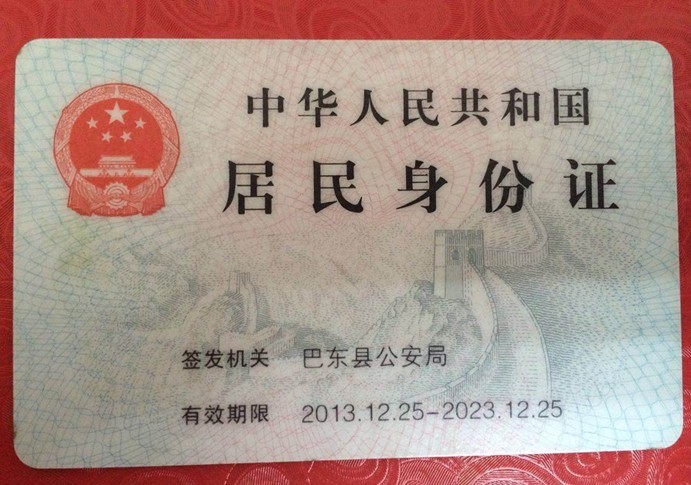 中华人民共和国
居民身份证
签发机关 巴东县公安局
有效期限 2013.12.25-2023.12.25